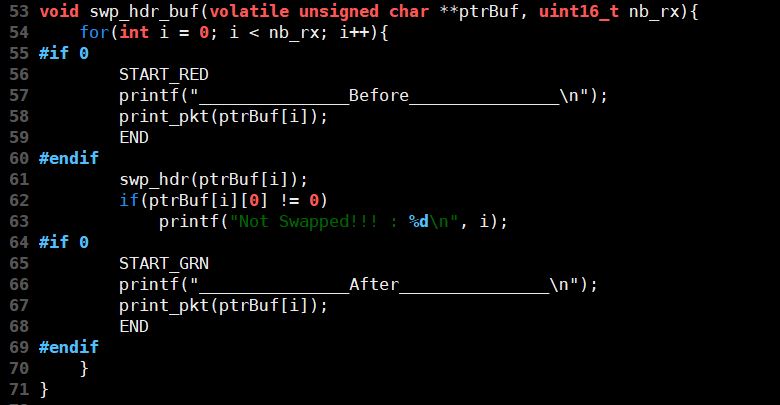 53 void swp_hdr_buf(volatile unsigned char **ptrBuf, uint16_t nb_rx){
54     for(int i = 0; i < nb_rx; i++){
55 #if 0
56         START_RED
57         printf("_______________Before_______________\n");
58         print_pkt(ptrBuf[i]);
59         END
60 #endif
61         swp_hdr(ptrBuf[i]);
62         if(ptrBuf[i][0] != 0)
63             printf("Not Swapped!!! : %d\n", i);
64 #if 0
65         START_GRN
66         printf("_______________After_______________\n");
67         print_pkt(ptrBuf[i]);
68         END
69 #endif
70     }
71 }